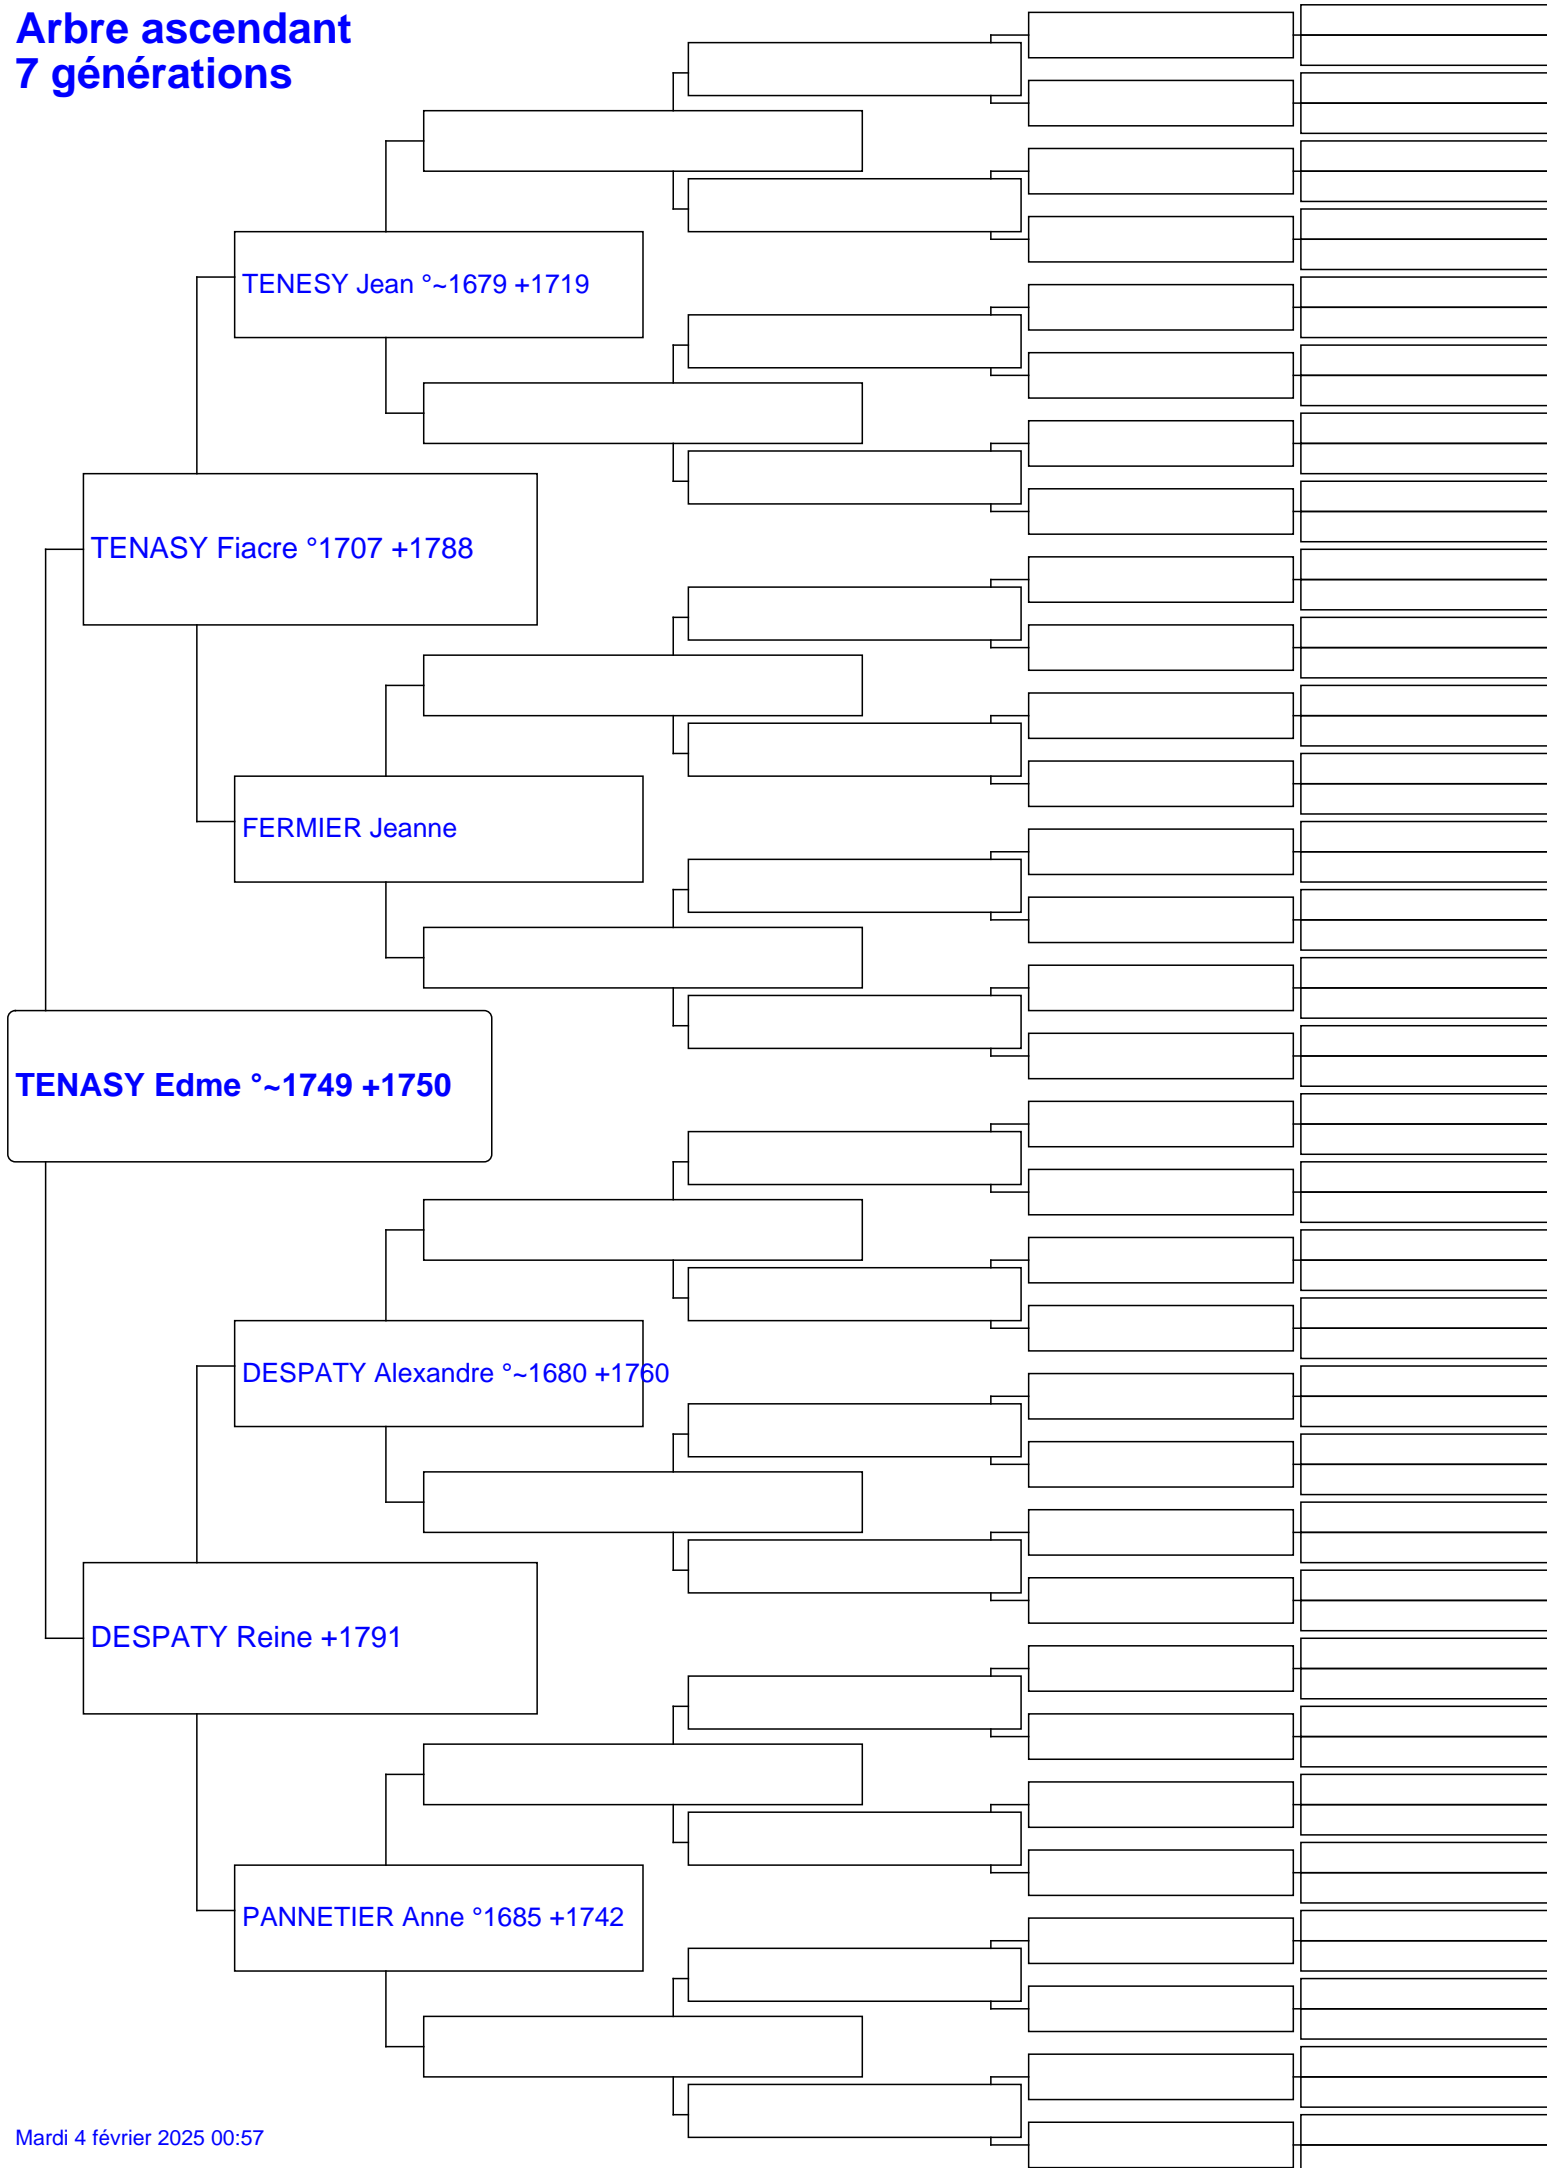 Arbre ascendant
7 générations
TENESY Jean °~1679 +1719
TENASY Fiacre °1707 +1788
FERMIER Jeanne
TENASY Edme °~1749 +1750
DESPATY Alexandre °~1680 +1760
DESPATY Reine +1791
PANNETIER Anne °1685 +1742
Mardi 4 février 2025 00:57